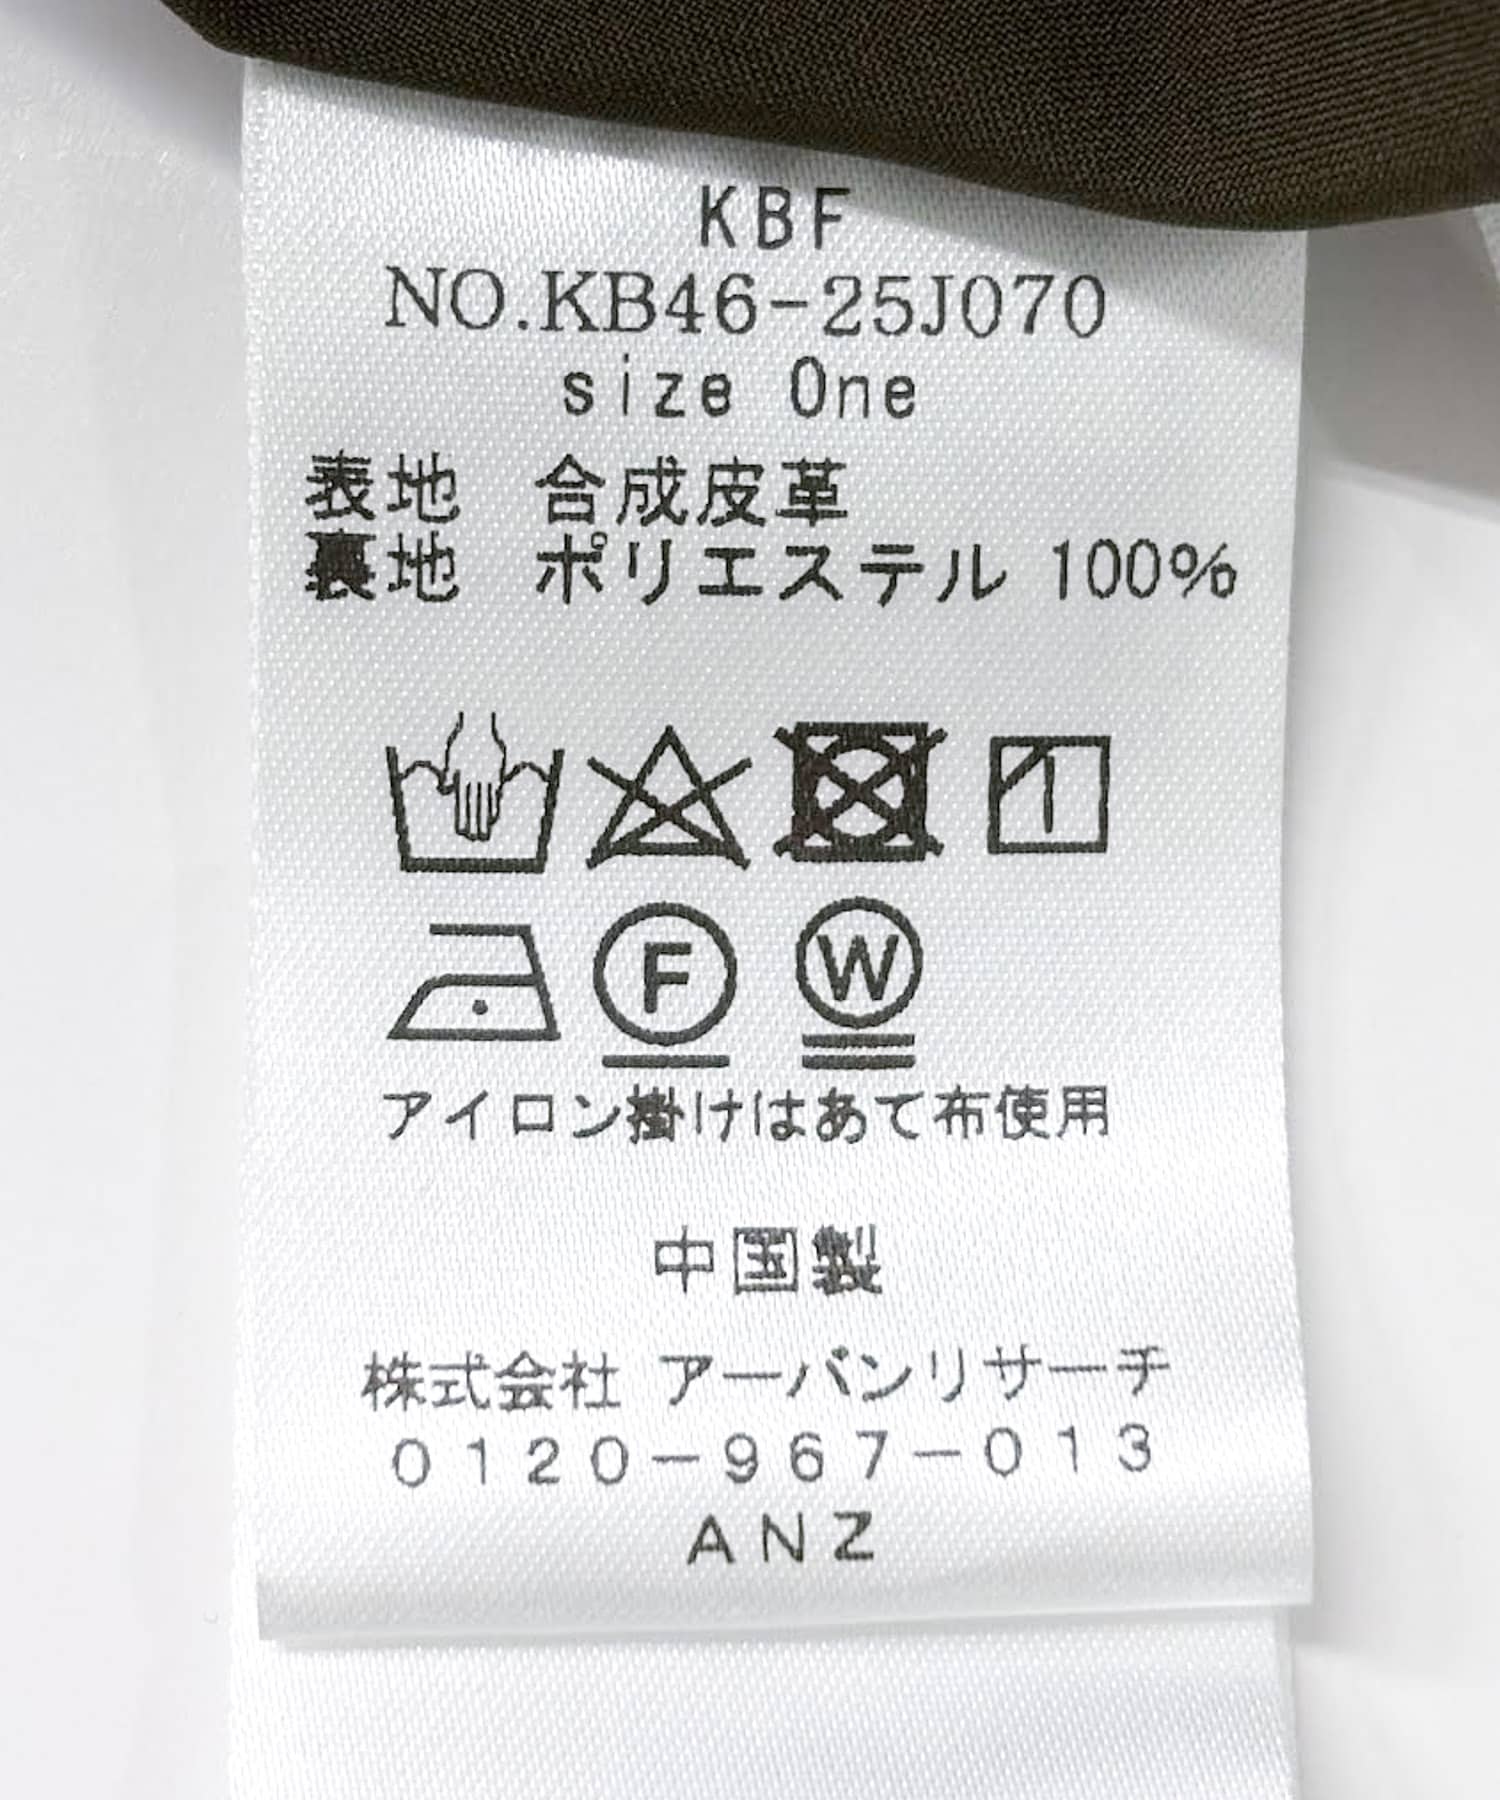 KBF
NO.KB46-25J070
size One
表地 合成皮革
裏地 ポリエステル 100%
F W
アイロン掛けはあて布使用
中国製
株式会社 アーバンリサーチ
0120-967-013
ANZ